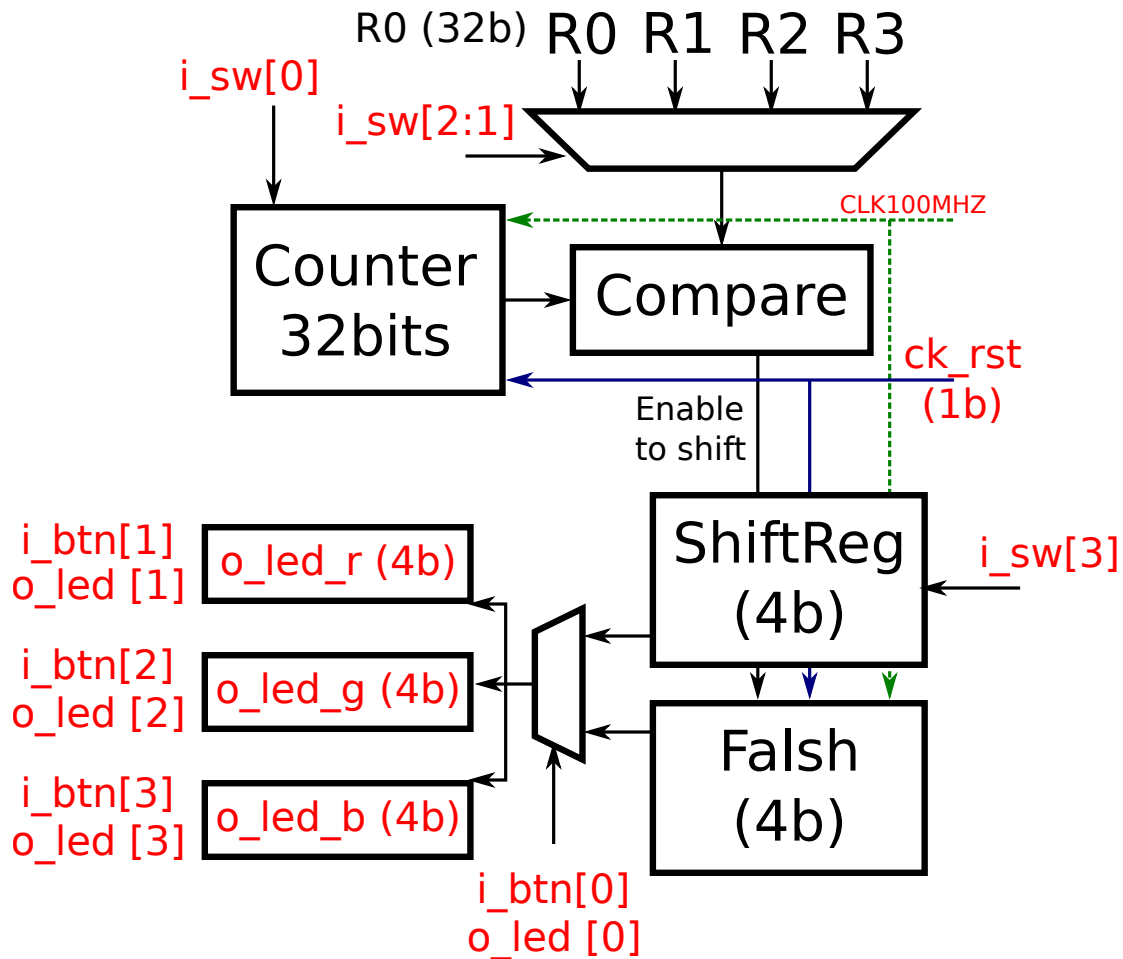 R0 (32b) R0 R1 R2 R3
i_sw[0]
i_sw[2:1]
CLK100MHZ
Counter
32bits
Compare
ck_rst
(1b)
Enable
to shift
ShiftReg
(4b)
i_sw[3]
i_btn[1]
o_led [1]
o_led_r (4b)
i_btn[2]
o_led [2]
o_led_g (4b)
i_btn[3]
o_led [3]
o_led_b (4b)
Falsh
(4b)
i_btn[0]
o_led [0]